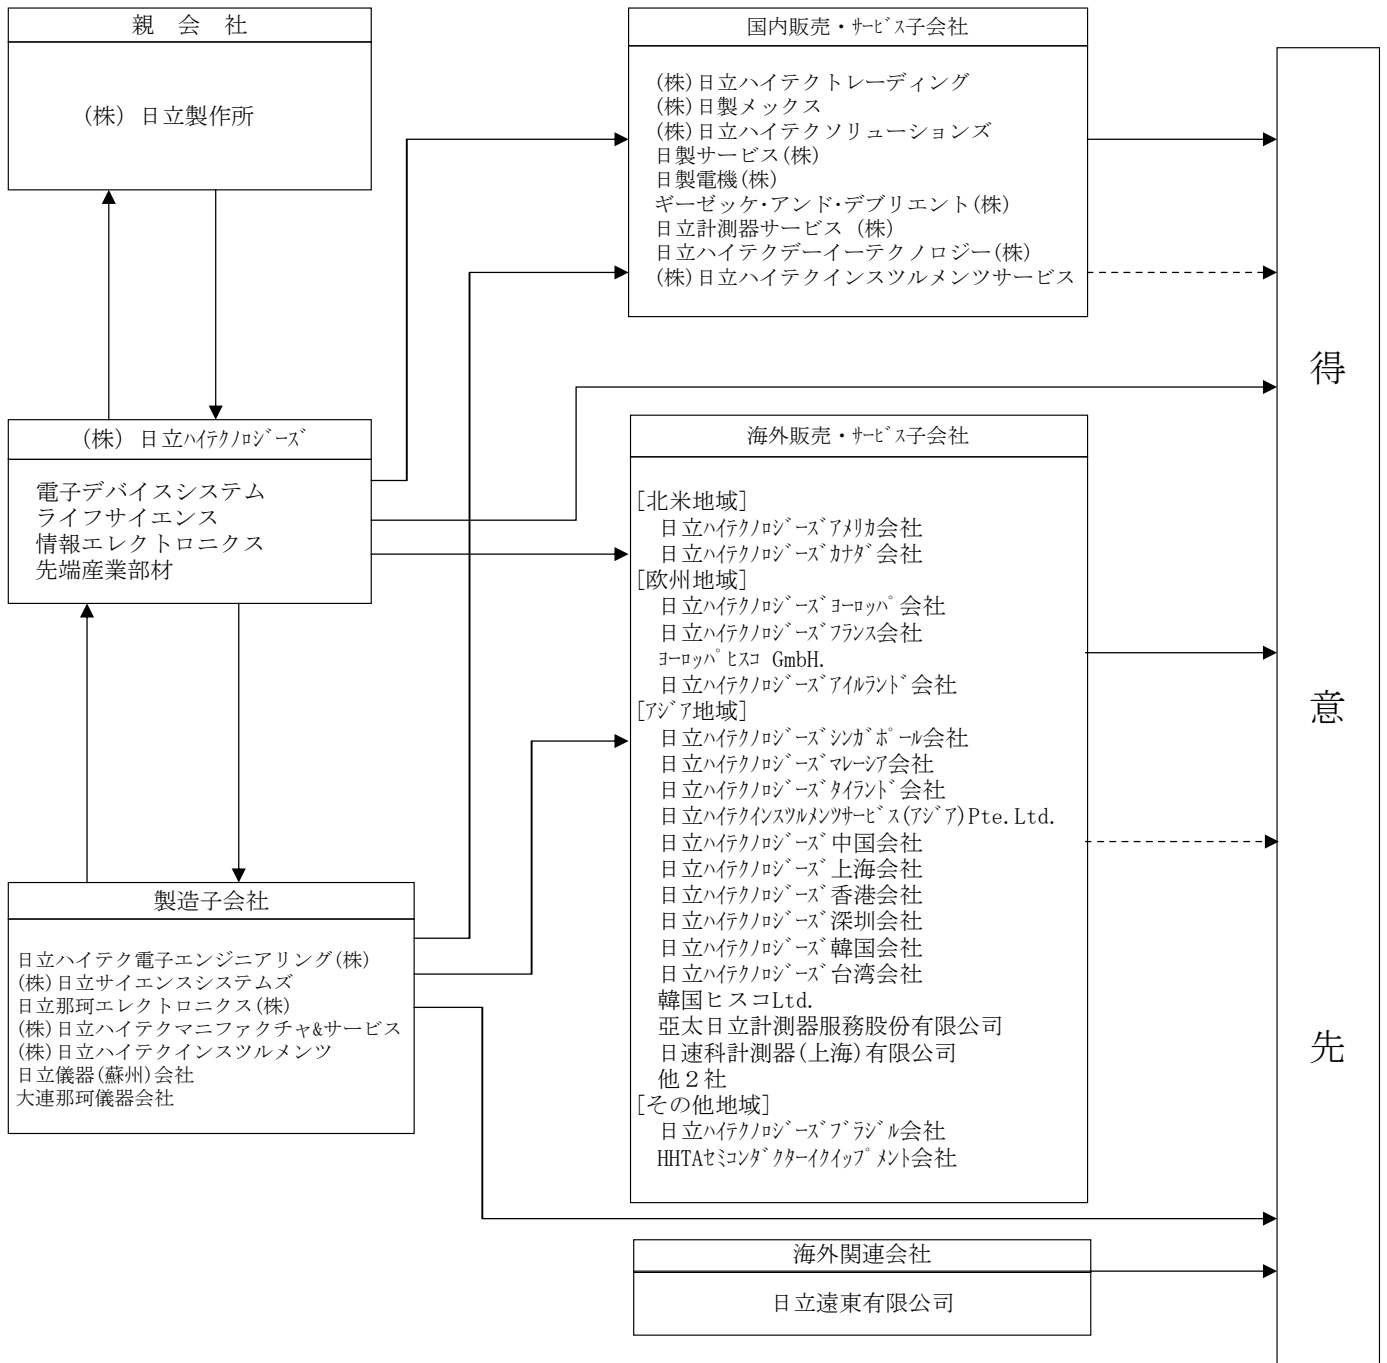 親 会 社
(株) 日立製作所
(株) 日立ﾊｲﾃｸﾉﾛｼﾞｰｽﾞ
電子デバイスシステム
ライフサイエンス
情報エレクトロニクス
先端産業部材
製造子会社
日立ハイテク電子エンジニアリング(株)
(株)日立サイエンスシステムズ
日立那珂エレクトロニクス(株)
(株)日立ハイテクマニファクチャ&サービス
(株)日立ハイテクインスツルメンツ
日立儀器(蘇州)会社
大連那珂儀器会社
国内販売・ｻｰﾋﾞｽ子会社
(株)日立ハイテクトレーディング
(株)日製メックス
(株)日立ハイテクソリューションズ
日製サービス(株)
日製電機(株)
ギーゼッケ・アンド・デブリエント(株)
日立計測器サービス (株)
日立ハイテクデーイーテクノロジー(株)
(株)日立ハイテクインスツルメンツサービス
海外販売・ｻｰﾋﾞｽ子会社
[北米地域]
日立ﾊｲﾃｸﾉﾛｼﾞｰｽﾞｱﾒﾘｶ会社
日立ﾊｲﾃｸﾉﾛｼﾞｰｽﾞｶﾅﾀﾞ会社
[欧州地域]
日立ﾊｲﾃｸﾉﾛｼﾞｰｽﾞﾖｰﾛｯﾊﾟ会社
日立ﾊｲﾃｸﾉﾛｼﾞｰｽﾞﾌﾗﾝｽ会社
ﾖｰﾛｯﾊﾟﾋｽｺ GmbH.
日立ﾊｲﾃｸﾉﾛｼﾞｰｽﾞｱｲﾙﾗﾝﾄﾞ会社
[ｱｼﾞｱ地域]
日立ﾊｲﾃｸﾉﾛｼﾞｰｽﾞｼﾝｶﾞﾎﾟｰﾙ会社
日立ﾊｲﾃｸﾉﾛｼﾞｰｽﾞﾏﾚｰｼｱ会社
日立ﾊｲﾃｸﾉﾛｼﾞｰｽﾞﾀｲﾗﾝﾄﾞ会社
日立ﾊｲﾃｸｲﾝｽﾂﾙﾒﾝﾂｻｰﾋﾞｽ(ｱｼﾞｱ)Pte.Ltd.
日立ﾊｲﾃｸﾉﾛｼﾞｰｽﾞ中国会社
日立ﾊｲﾃｸﾉﾛｼﾞｰｽﾞ上海会社
日立ﾊｲﾃｸﾉﾛｼﾞｰｽﾞ香港会社
日立ﾊｲﾃｸﾉﾛｼﾞｰｽﾞ深圳会社
日立ﾊｲﾃｸﾉﾛｼﾞｰｽﾞ韓国会社
日立ﾊｲﾃｸﾉﾛｼﾞｰｽﾞ台湾会社
韓国ヒスコLtd.
亞太日立計測器服務股份有限公司
日速科計測器(上海)有限公司
他２社
[その他地域]
日立ﾊｲﾃｸﾉﾛｼﾞｰｽﾞﾌﾞﾗｼﾞﾙ会社
HHTAｾﾐｺﾝﾀﾞｸﾀｰｲｸｲｯﾌﾟﾒﾝﾄ会社
海外関連会社
日立遠東有限公司
得
意
先